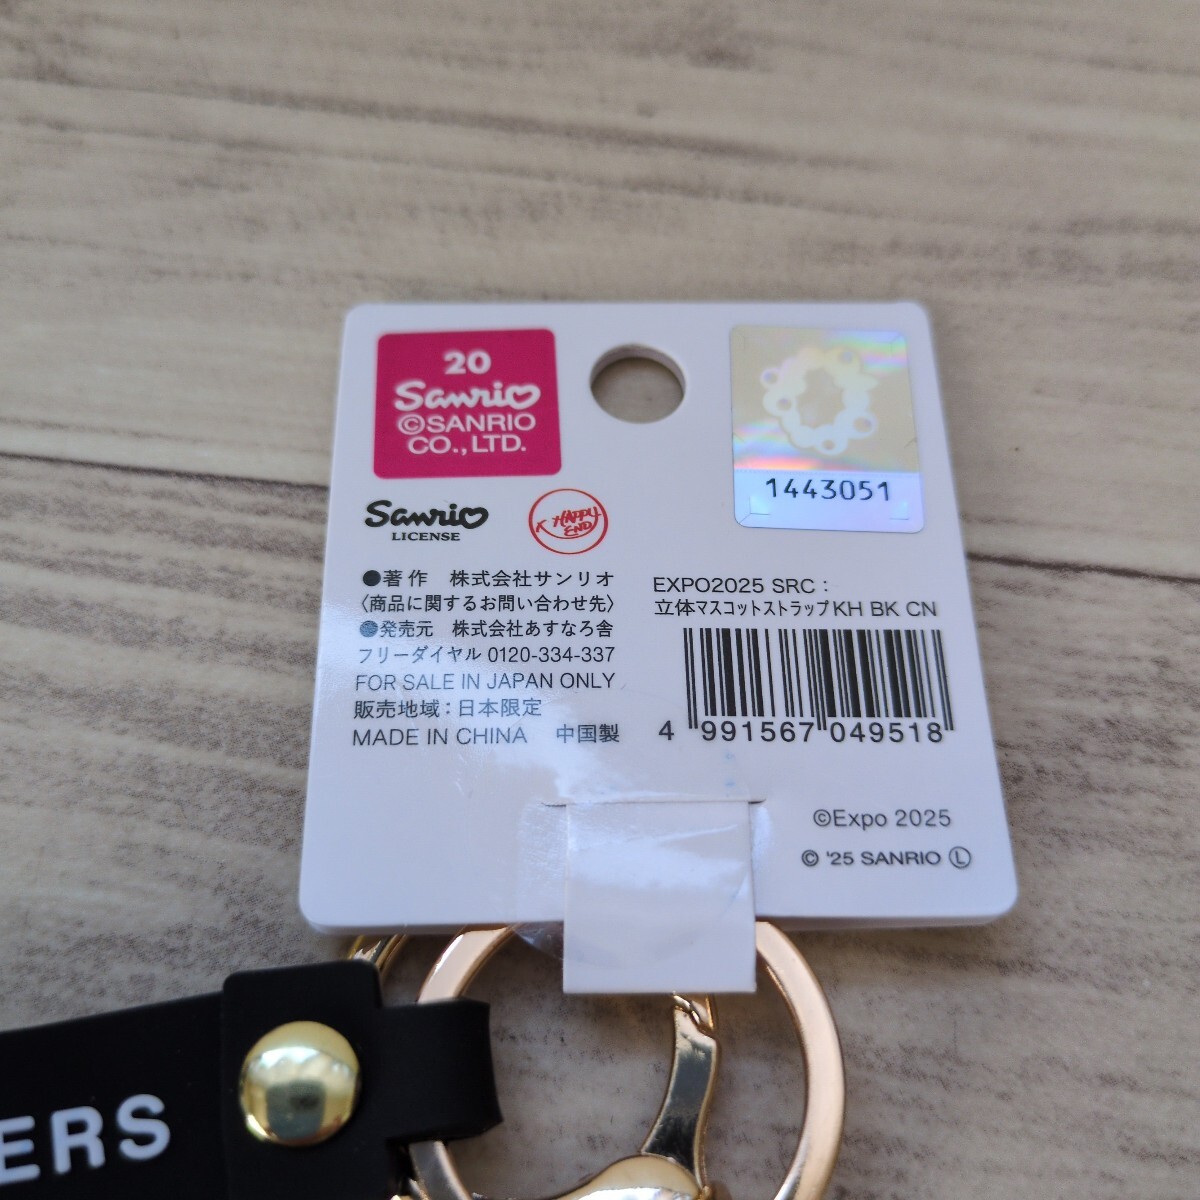 20
Sanrio
©SANRIO
CO.,LTD.
Sanrio
LICENSE
K HAPPY
END
1443051
●著作 株式会社サンリオ
〈商品に関するお問い合わせ先〉
●発売元 株式会社あすなろ舎
フリーダイヤル 0120-334-337
FOR SALE IN JAPAN ONLY
販売地域：日本限定
MADE IN CHINA 中国製
EXPO2025 SRC：
立体マスコットストラップKH BK CN
4 991567 049518
©Expo 2025
© '25 SANRIO Ⓛ
ERS